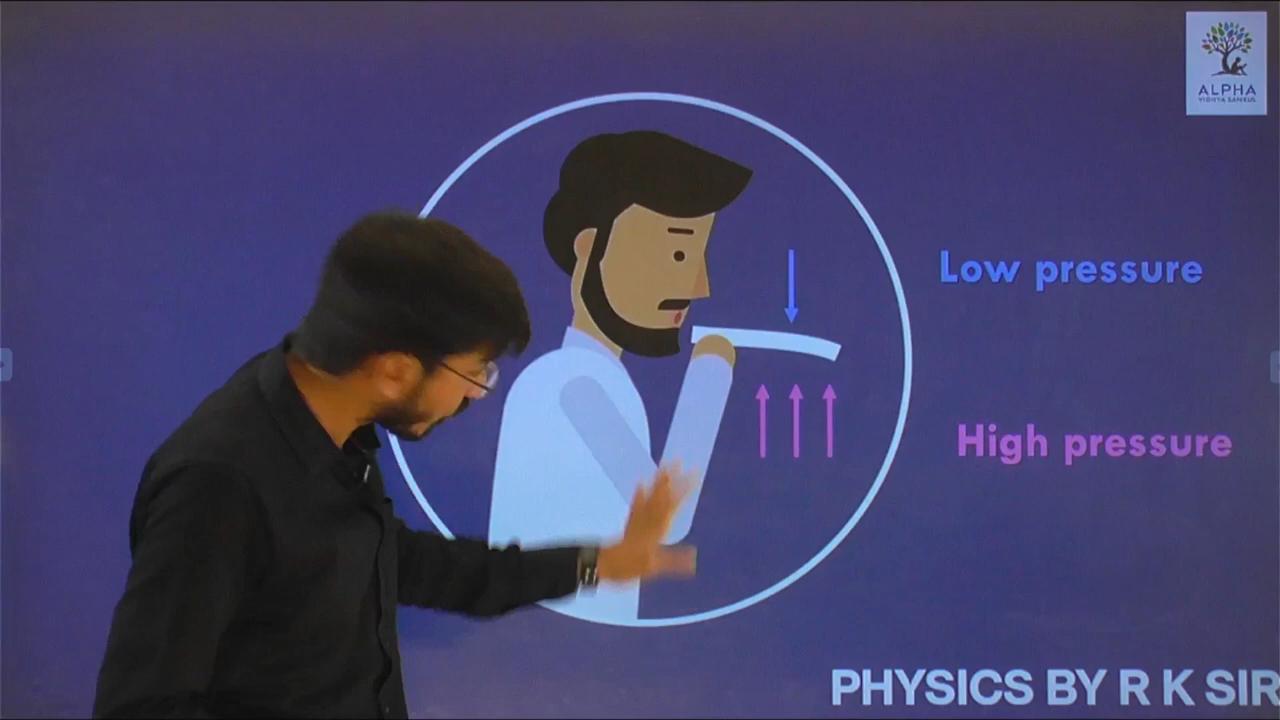 ALPHA
VIDHYA SANKUL
Low pressure
High pressure
PHYSICS BY R K SIR